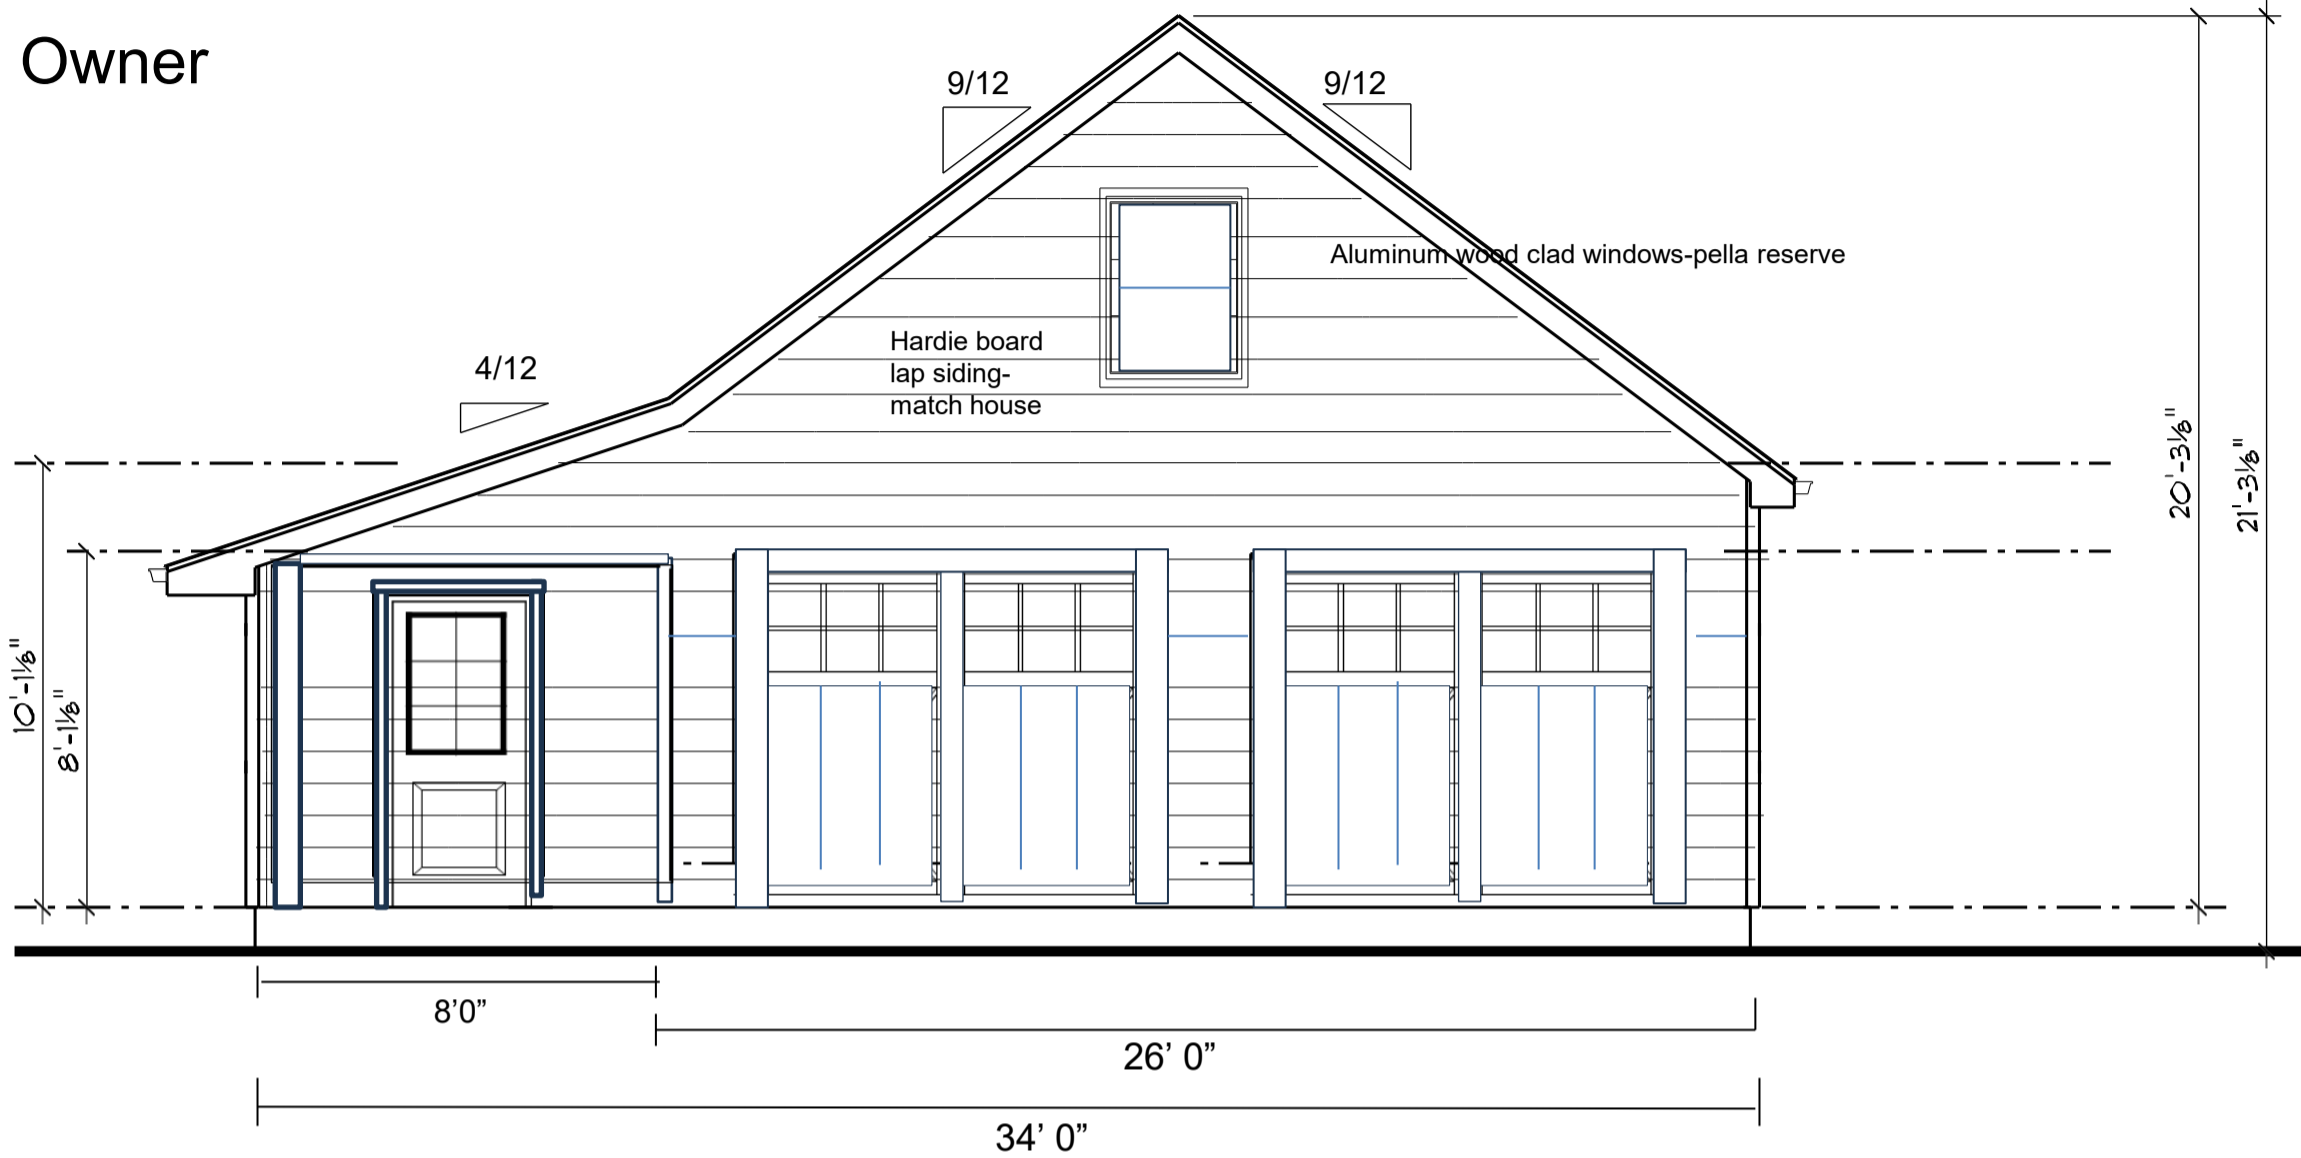 Owner
9/12
9/12
Aluminum wood clad windows-pella reserve
Hardie board
lap siding-
match house
4/12
10'-1⅛"
8'-1⅛"
20'-3⅛"
21'-3⅛"
8’0”
26’ 0”
34’ 0”